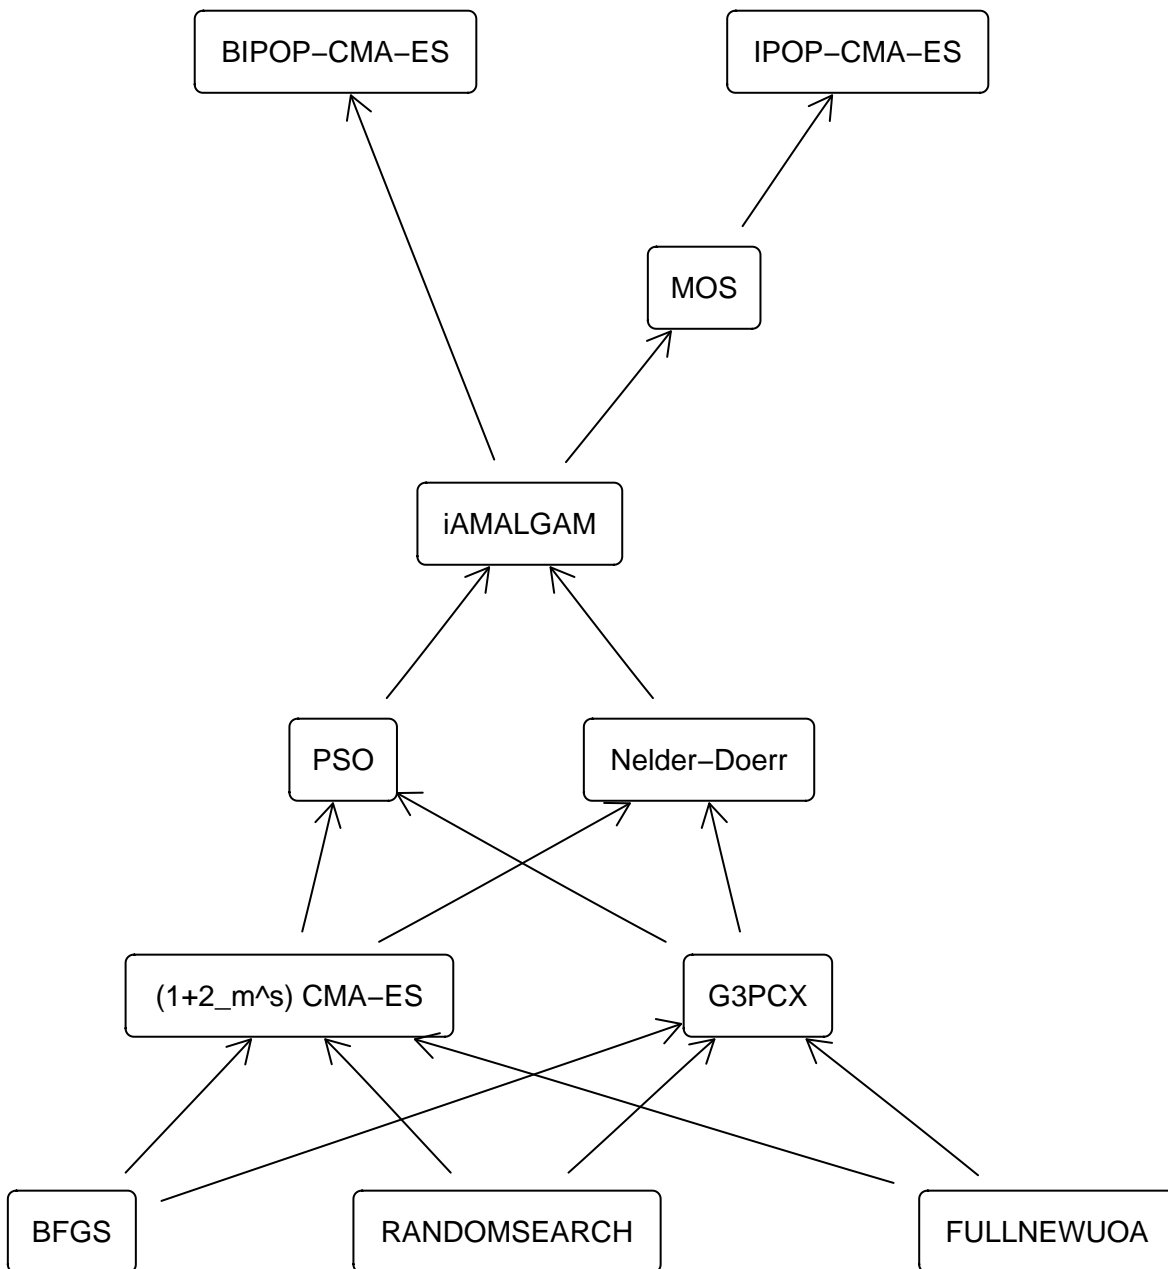 BIPOP−CMA−ES
IPOP−CMA−ES
MOS
iAMALGAM
PSO
Nelder−Doerr
(1+2_m^s) CMA−ES
G3PCX
BFGS
RANDOMSEARCH
FULLNEWUOA